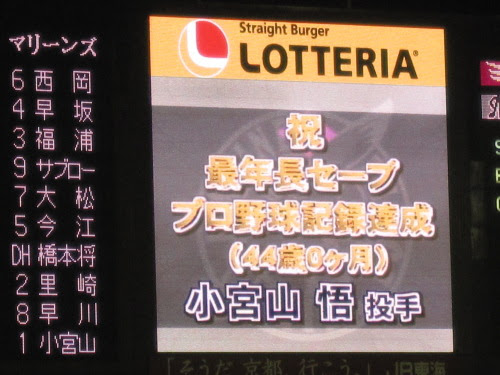 マリーンズ
6 西岡
4 早坂
3 福浦
9 サブロー
7 大松
5 今江
DH 橋本将
2 里崎
8 早川
1 小宮山
Straight Burger
LOTTERIA®
祝
最年長セーブ
プロ野球記録達成
(44歳0ヶ月)
小宮山 悟 投手
「そうだ 京都、行こう。」JR東海